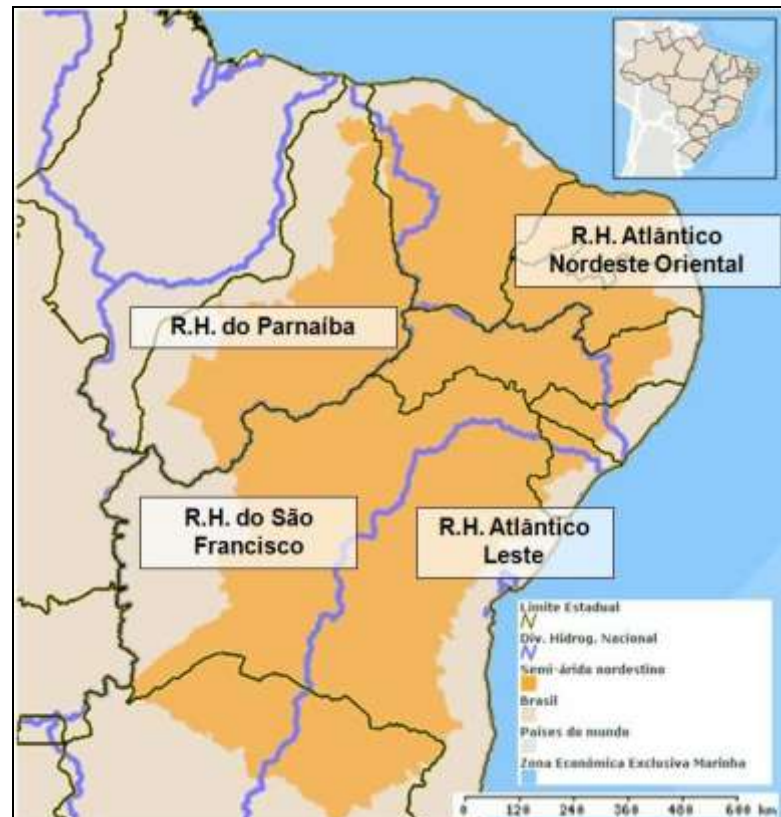 R.H. Atlântico
Nordeste Oriental
R.H. do Parnaíba
R.H. do São
Francisco
R.H. Atlântico
Leste
Limite Estadual
Div. Hidrog. Nacional
Semi-árido nordestino
Brasil
Países do mundo
Zona Econômica Exclusiva Marinha
0 120 240 360 480 600 km